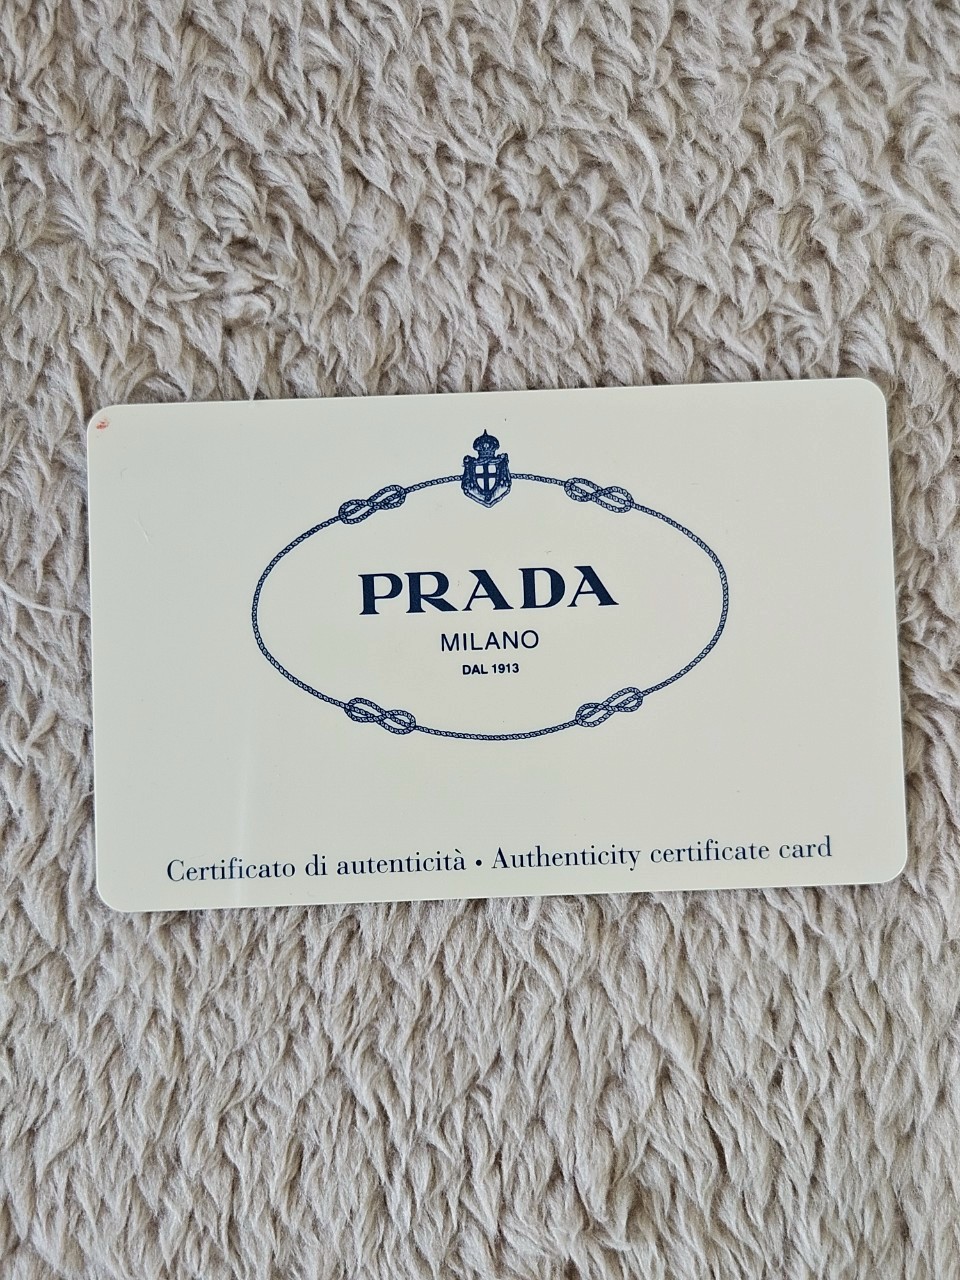 PRADA
MILANO
DAL 1913
Certificato di autenticità • Authenticity certificate card